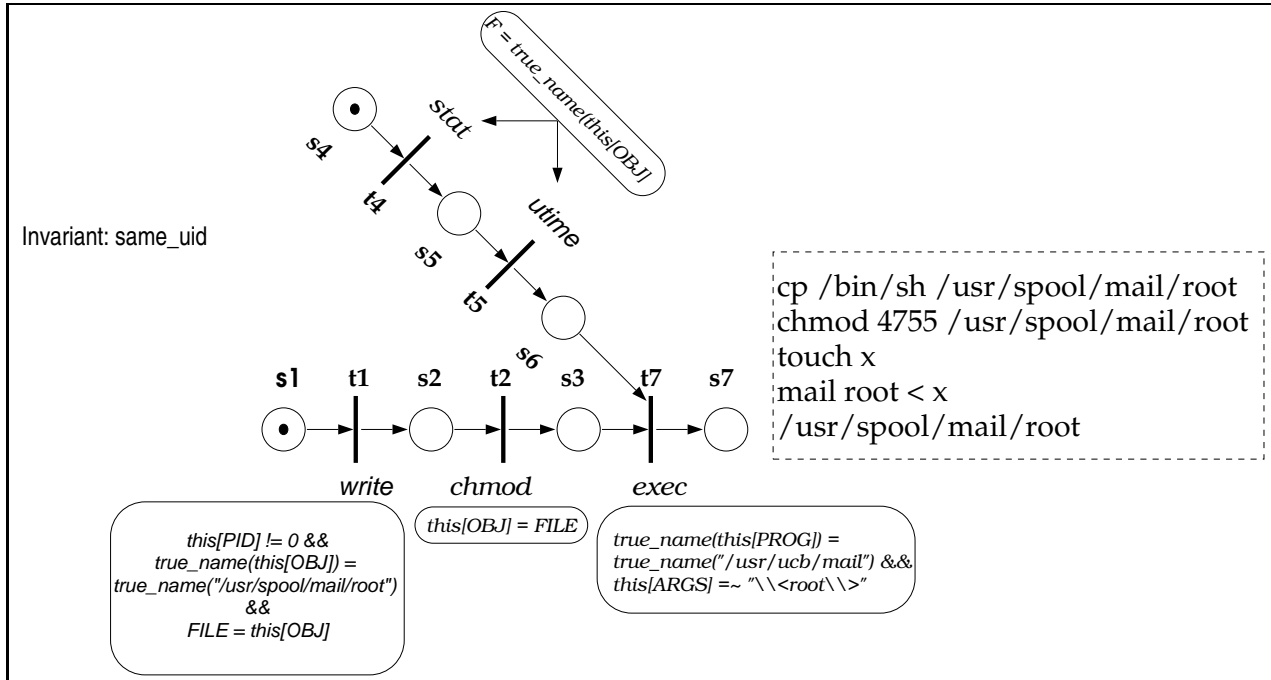 F = true_name(this[OBJ]
stat
s4
t4
utime
Invariant: same_uid
s5
t5
s6
s1 t1 s2 t2 s3 t7 s7
write chmod exec
this[PID] != 0 &&
true_name(this[OBJ]) =
true_name("/usr/spool/mail/root")
&&
FILE = this[OBJ]
this[OBJ] = FILE
true_name(this[PROG]) =
true_name("/usr/ucb/mail") &&
this[ARGS] =~ "\\<root\\>"
cp /bin/sh /usr/spool/mail/root
chmod 4755 /usr/spool/mail/root
touch x
mail root < x
/usr/spool/mail/root